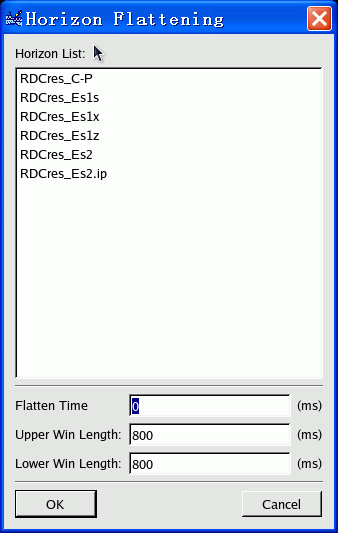 Horizon Flattening
Horizon List:
RDCres_C-P
RDCres_Es1s
RDCres_Es1x
RDCres_Es1z
RDCres_Es2
RDCres_Es2.ip
Flatten Time 0 (ms)
Upper Win Length: 800 (ms)
Lower Win Length: 800 (ms)
OK Cancel